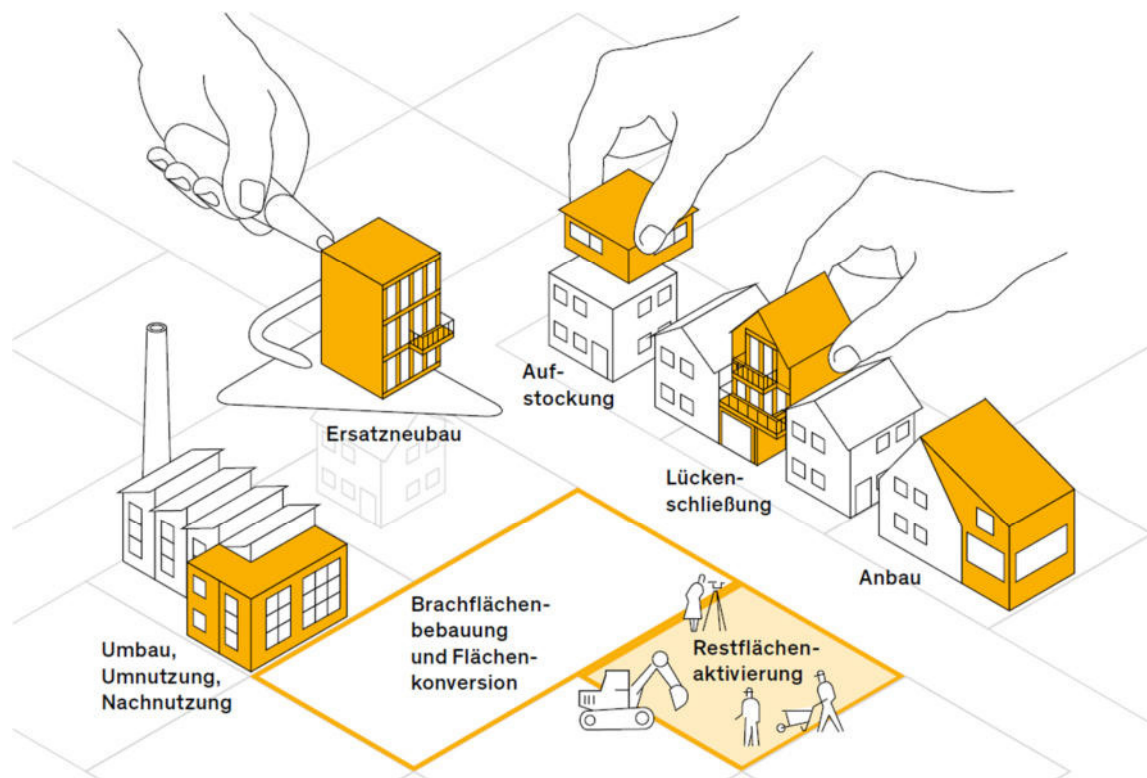 Auf-
stockung
Ersatzneubau
Lücken-
schließung
Anbau
Brachflächen-
bebauung
und Flächen-
konversion
Restflächen-
aktivierung
Umbau,
Umnutzung,
Nachnutzung